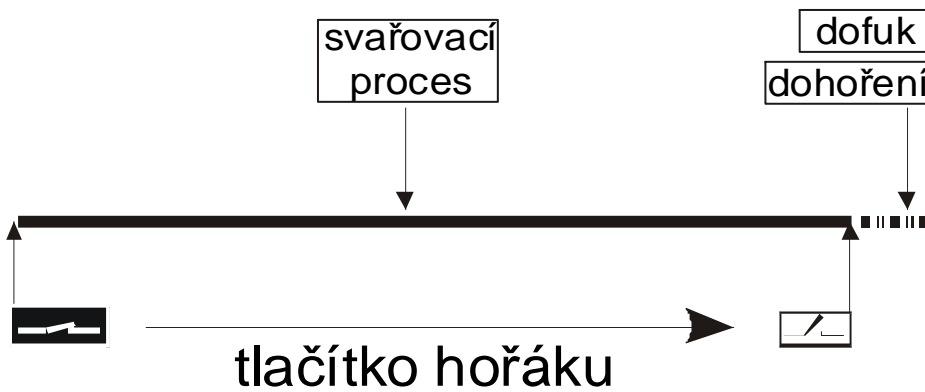 svařovací
proces
dofuk
dohoření
tlačítko hořáku